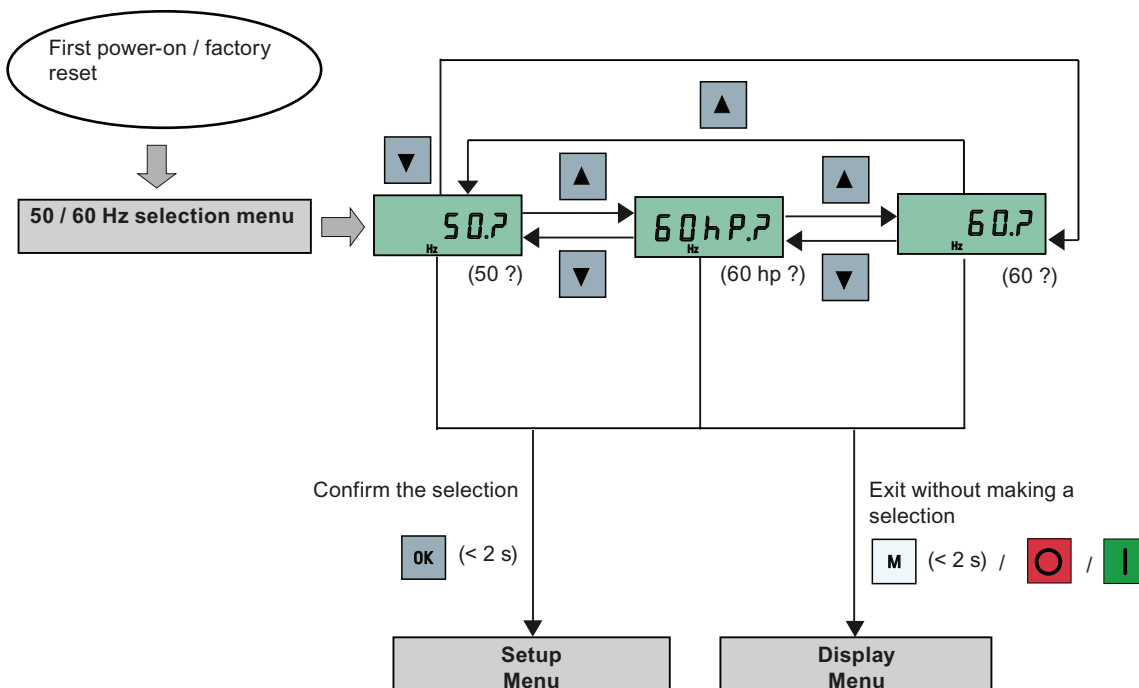 First power-on / factory
reset
50 / 60 Hz selection menu
50.?
Hz
(50 ?)
60hP.?
Hz
(60 hp ?)
60.?
Hz
(60 ?)
Confirm the selection
OK (< 2 s)
Exit without making a
selection
M (< 2 s) / /
Setup
Menu
Display
Menu